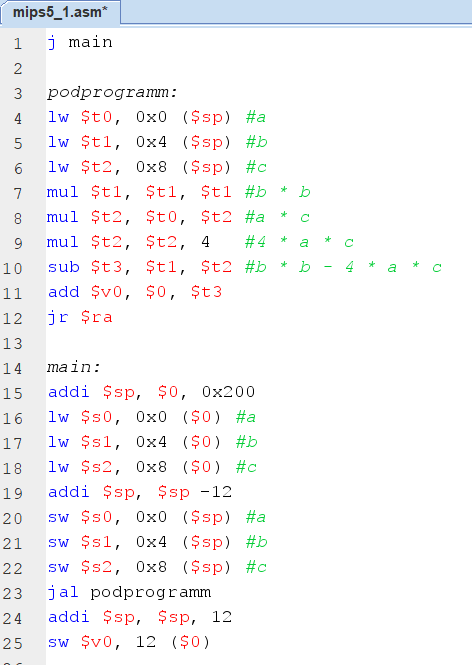 mips5_1.asm*
1 j main
2
3 podprogramm:
4 lw $t0, 0x0 ($sp) #a
5 lw $t1, 0x4 ($sp) #b
6 lw $t2, 0x8 ($sp) #c
7 mul $t1, $t1, $t1 #b * b
8 mul $t2, $t0, $t2 #a * c
9 mul $t2, $t2, 4 #4 * a * c
10 sub $t3, $t1, $t2 #b * b - 4 * a * c
11 add $v0, $0, $t3
12 jr $ra
13
14 main:
15 addi $sp, $0, 0x200
16 lw $s0, 0x0 ($0) #a
17 lw $s1, 0x4 ($0) #b
18 lw $s2, 0x8 ($0) #c
19 addi $sp, $sp -12
20 sw $s0, 0x0 ($sp) #a
21 sw $s1, 0x4 ($sp) #b
22 sw $s2, 0x8 ($sp) #c
23 jal podprogramm
24 addi $sp, $sp, 12
25 sw $v0, 12 ($0)